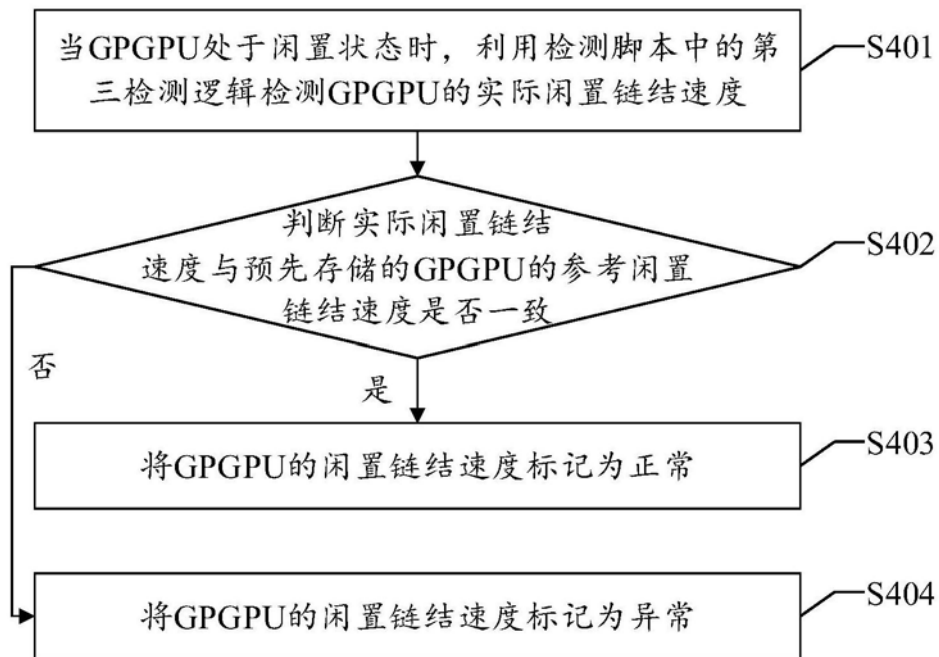 当GPGPU处于闲置状态时，利用检测脚本中的第
三检测逻辑检测GPGPU的实际闲置链结速度
S401
判断实际闲置链结
速度与预先存储的GPGPU的参考闲置
链结速度是否一致
S402
否
是
将GPGPU的闲置链结速度标记为正常
S403
将GPGPU的闲置链结速度标记为异常
S404